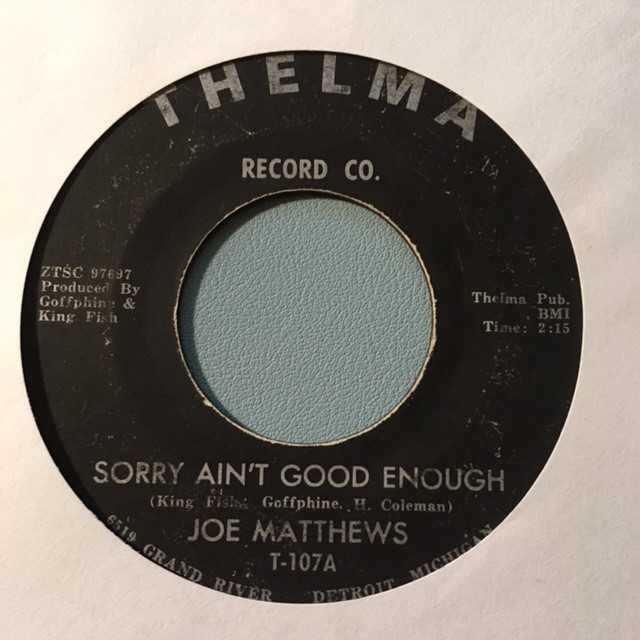 THELMA
RECORD CO.
ZTSC 97697
Produced By
Goffphine &
King Fish
Thelma Pub.
BMI
Time: 2:15
SORRY AIN'T GOOD ENOUGH
(King Fish, Goffphine, H. Coleman)
JOE MATTHEWS
T-107A
6519 GRAND RIVER DETROIT MICHIGAN